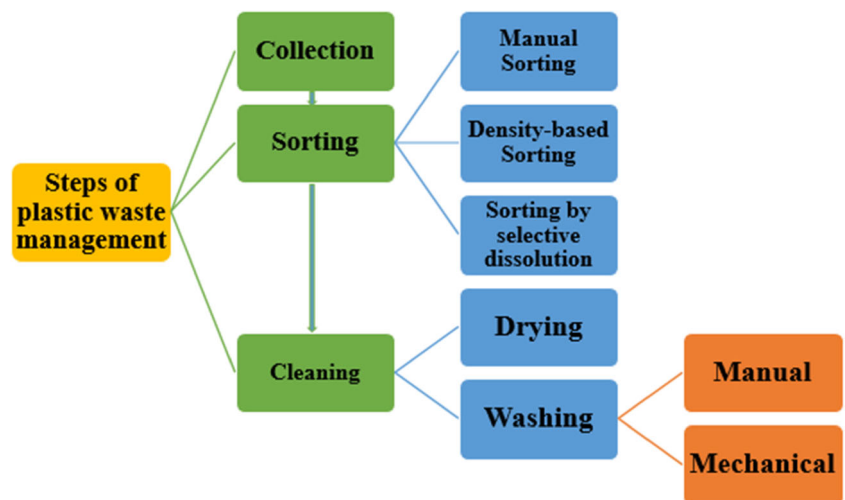 Steps of
plastic waste
management
Collection
Sorting
Cleaning
Manual
Sorting
Density-based
Sorting
Sorting by
selective
dissolution
Drying
Washing
Manual
Mechanical